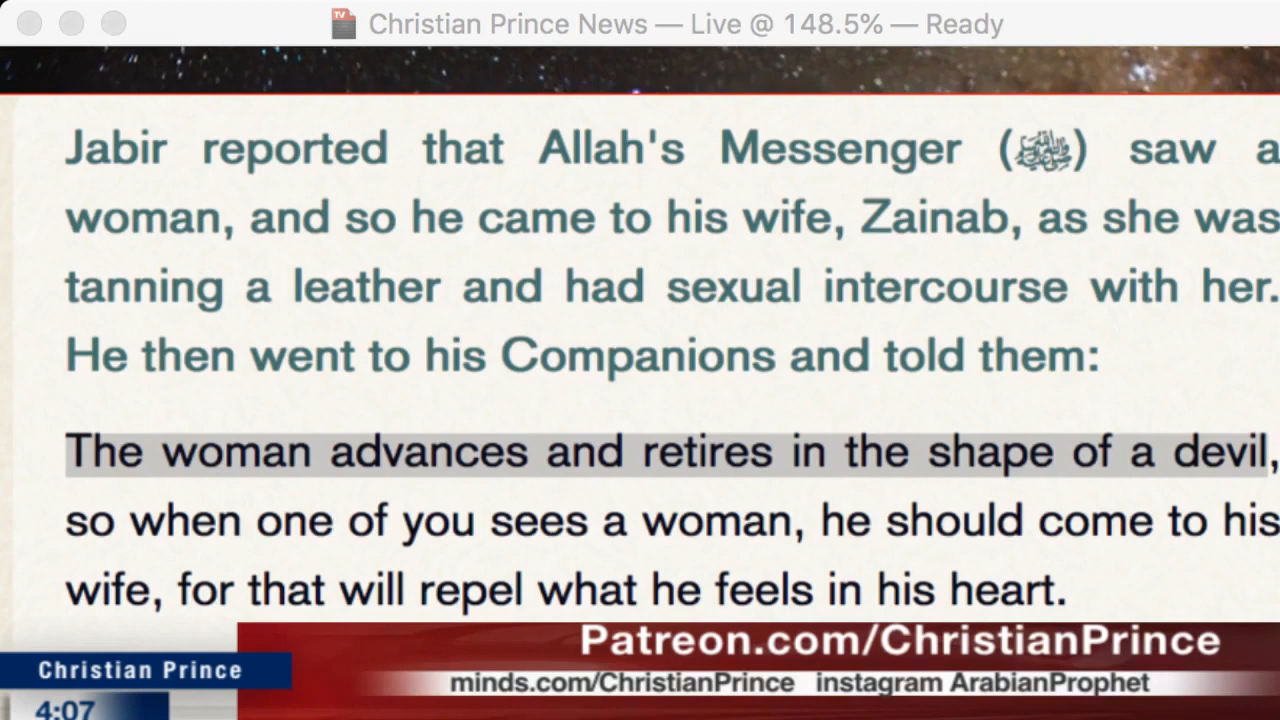 TV
Christian Prince News — Live @ 148.5% — Ready
Jabir reported that Allah's Messenger (ﷺ) saw a
woman, and so he came to his wife, Zainab, as she was
tanning a leather and had sexual intercourse with her.
He then went to his Companions and told them:
The woman advances and retires in the shape of a devil,
so when one of you sees a woman, he should come to his
wife, for that will repel what he feels in his heart.
Patreon.com/ChristianPrince
Christian Prince
minds.com/ChristianPrince instagram ArabianProphet
4:07